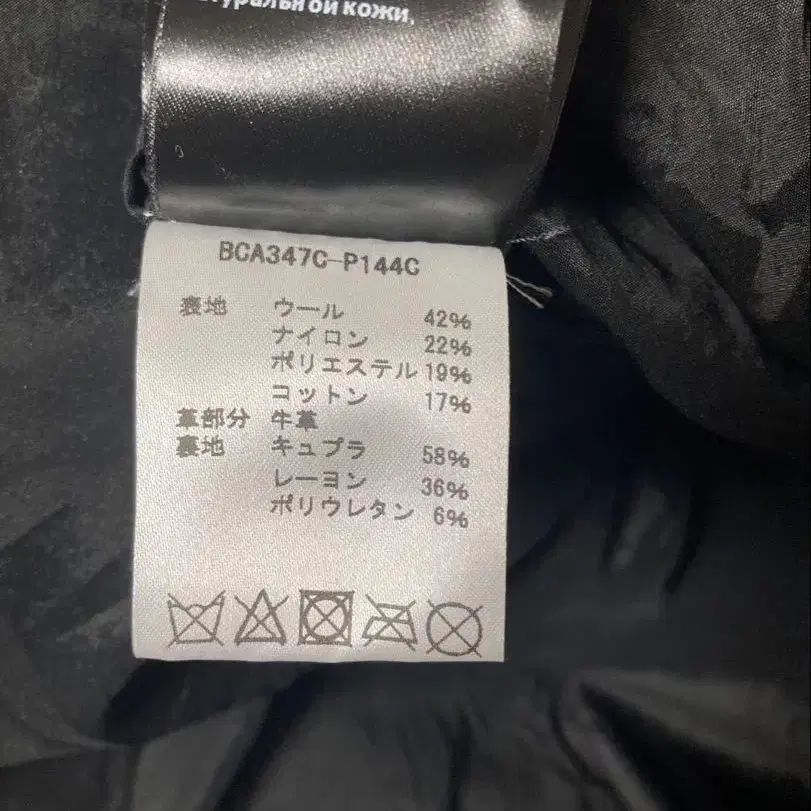 туральной кожи,
BCA347C-P144C
表地 ウール 42%
ナイロン 22%
ポリエステル 19%
コットン 17%
革部分 牛革
裏地 キュプラ 58%
レーヨン 36%
ポリウレタン 6%